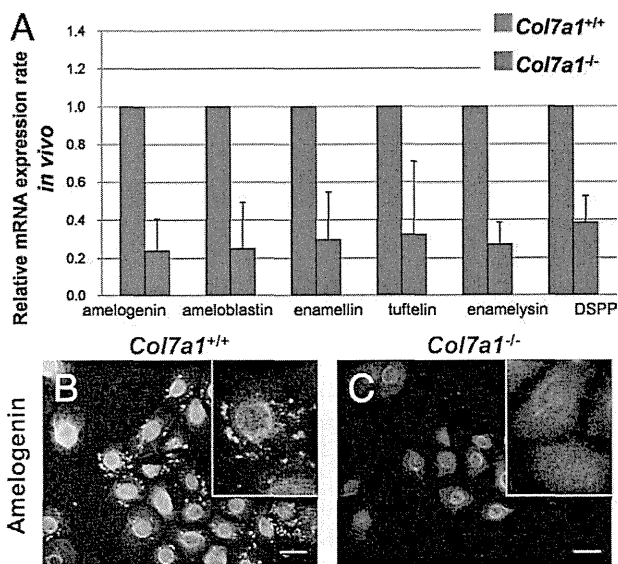 A
Col7a1+/+
Col7a1-/-
Relative mRNA expression rate
in vivo
1.4
1.2
1.0
0.8
0.6
0.4
0.2
0.0
amelogenin ameloblastin enamellin tuftelin enamelysin DSPP
Col7a1+/+ Col7a1-/-
Amelogenin
B
C